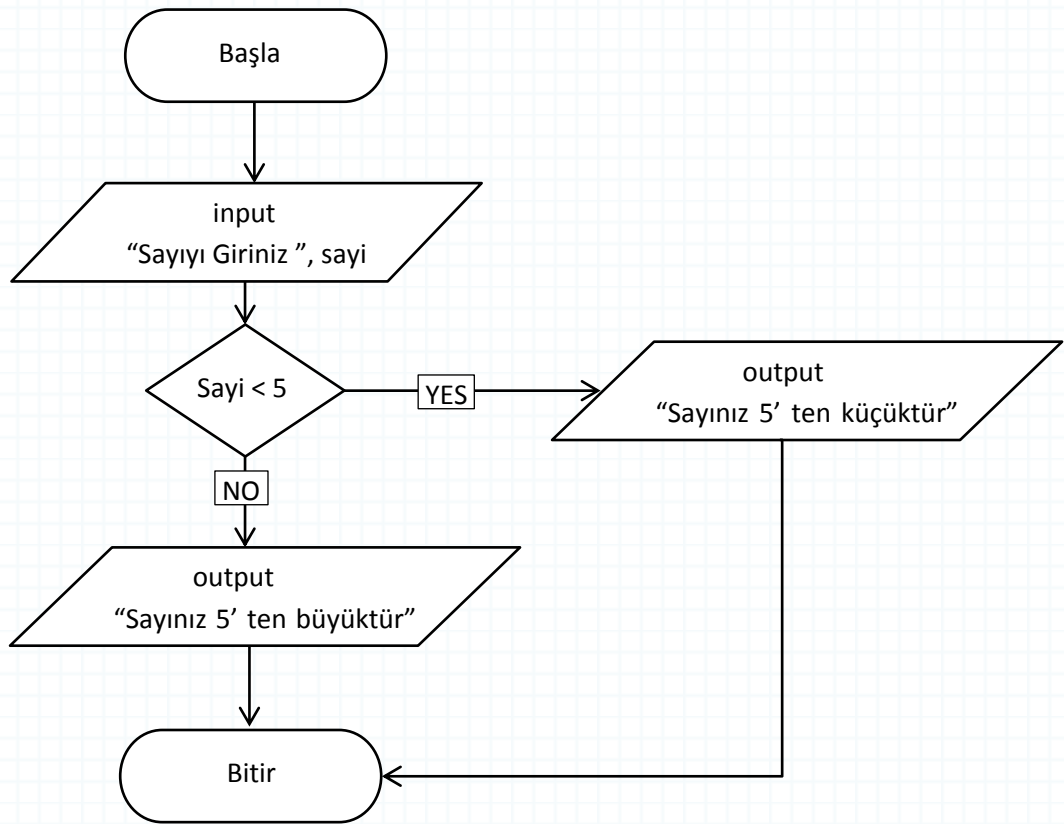 Başla
input
“Sayıyı Giriniz ”, sayi
Sayi < 5
YES
output
“Sayınız 5’ ten küçüktür”
NO
output
“Sayınız 5’ ten büyüktür”
Bitir